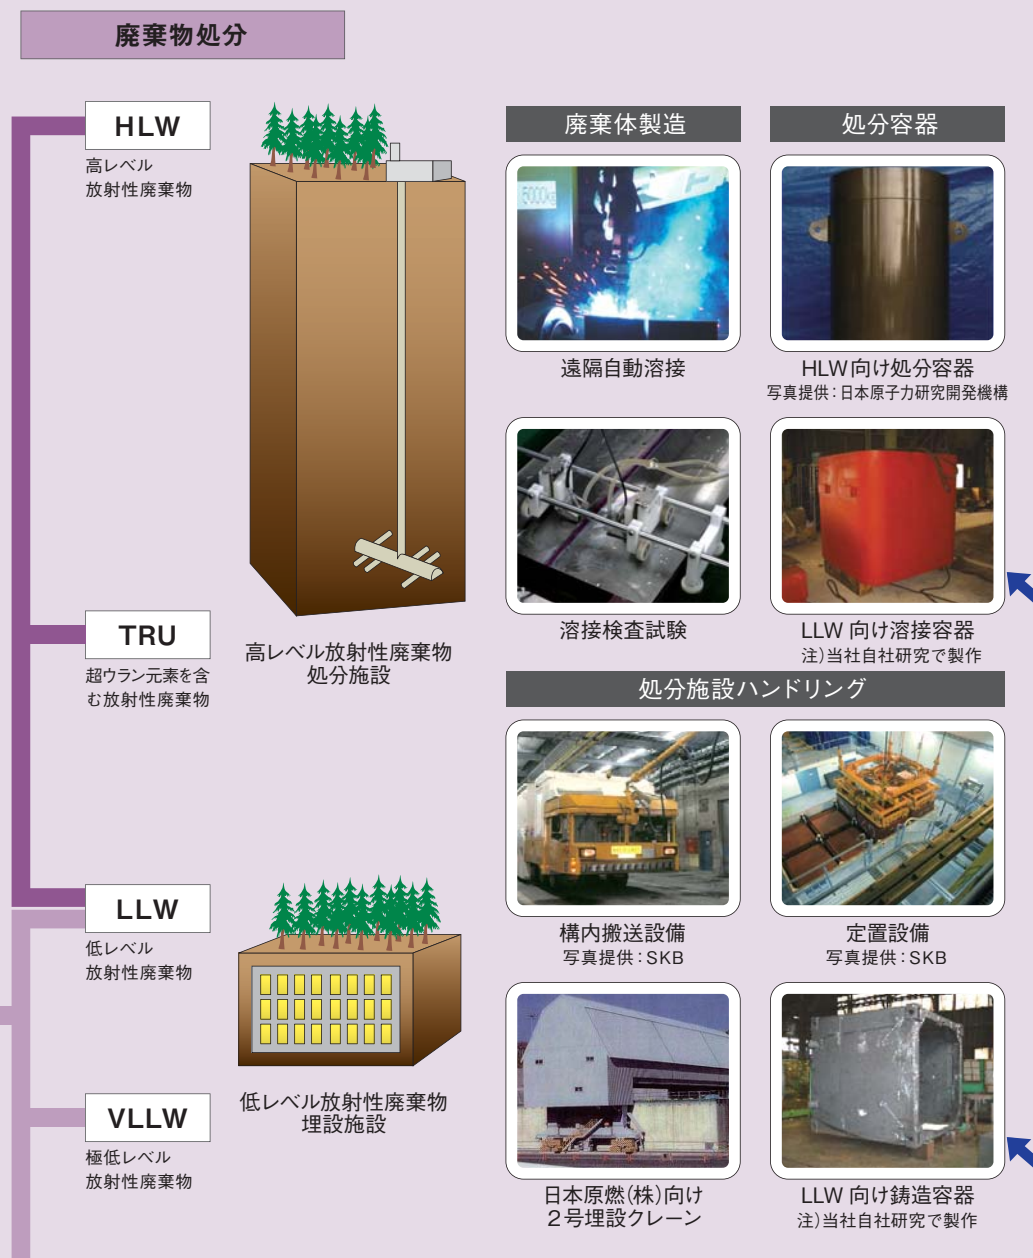 廃棄物処分
HLW
高レベル
放射性廃棄物
TRU
超ウラン元素を含
む放射性廃棄物
LLW
低レベル
放射性廃棄物
VLLW
極低レベル
放射性廃棄物
高レベル放射性廃棄物
処分施設
低レベル放射性廃棄物
埋設施設
廃棄体製造
処分容器
5000kg
遠隔自動溶接
HLW向け処分容器
写真提供：日本原子力研究開発機構
溶接検査試験
LLW 向け溶接容器
注)当社自社研究で製作
処分施設ハンドリング
構内搬送設備
写真提供：SKB
定置設備
写真提供：SKB
日本原燃(株)向け
２号埋設クレーン
LLW 向け鋳造容器
注)当社自社研究で製作